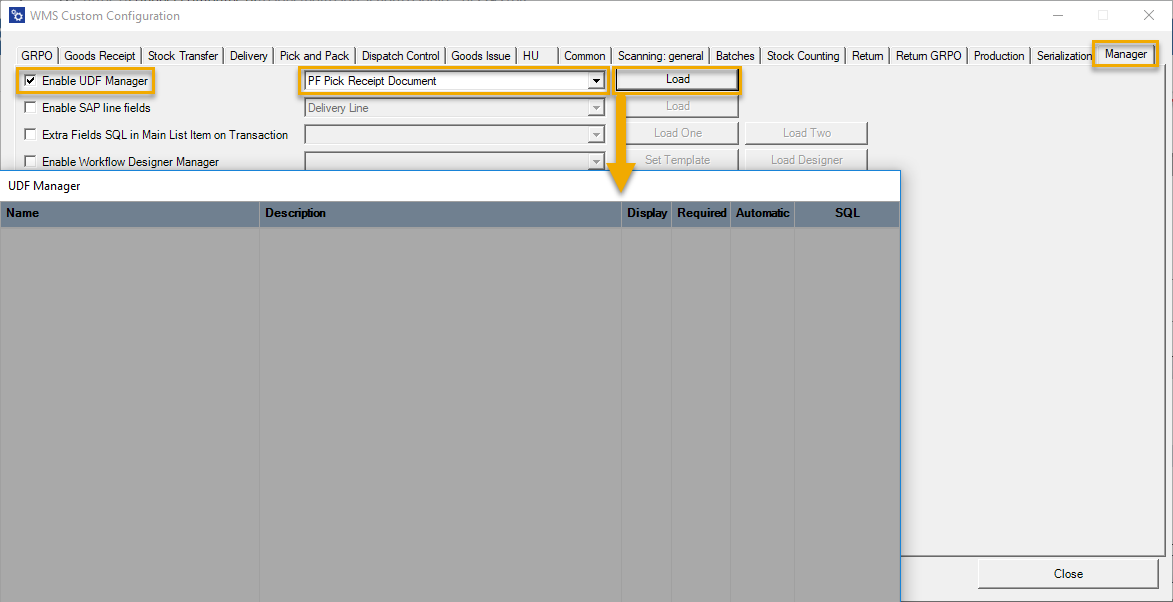 WMS Custom Configuration
GRPO Goods Receipt Stock Transfer Delivery Pick and Pack Dispatch Control Goods Issue HU Common Scanning: general Batches Stock Counting Return Return GRPO Production Serialization Manager
Enable UDF Manager PF Pick Receipt Document Load
Enable SAP line fields Delivery Line Load
Extra Fields SQL in Main List Item on Transaction Load One Load Two
Enable Workflow Designer Manager Set Template Load Designer
UDF Manager
Name Description Display Required Automatic SQL
Close